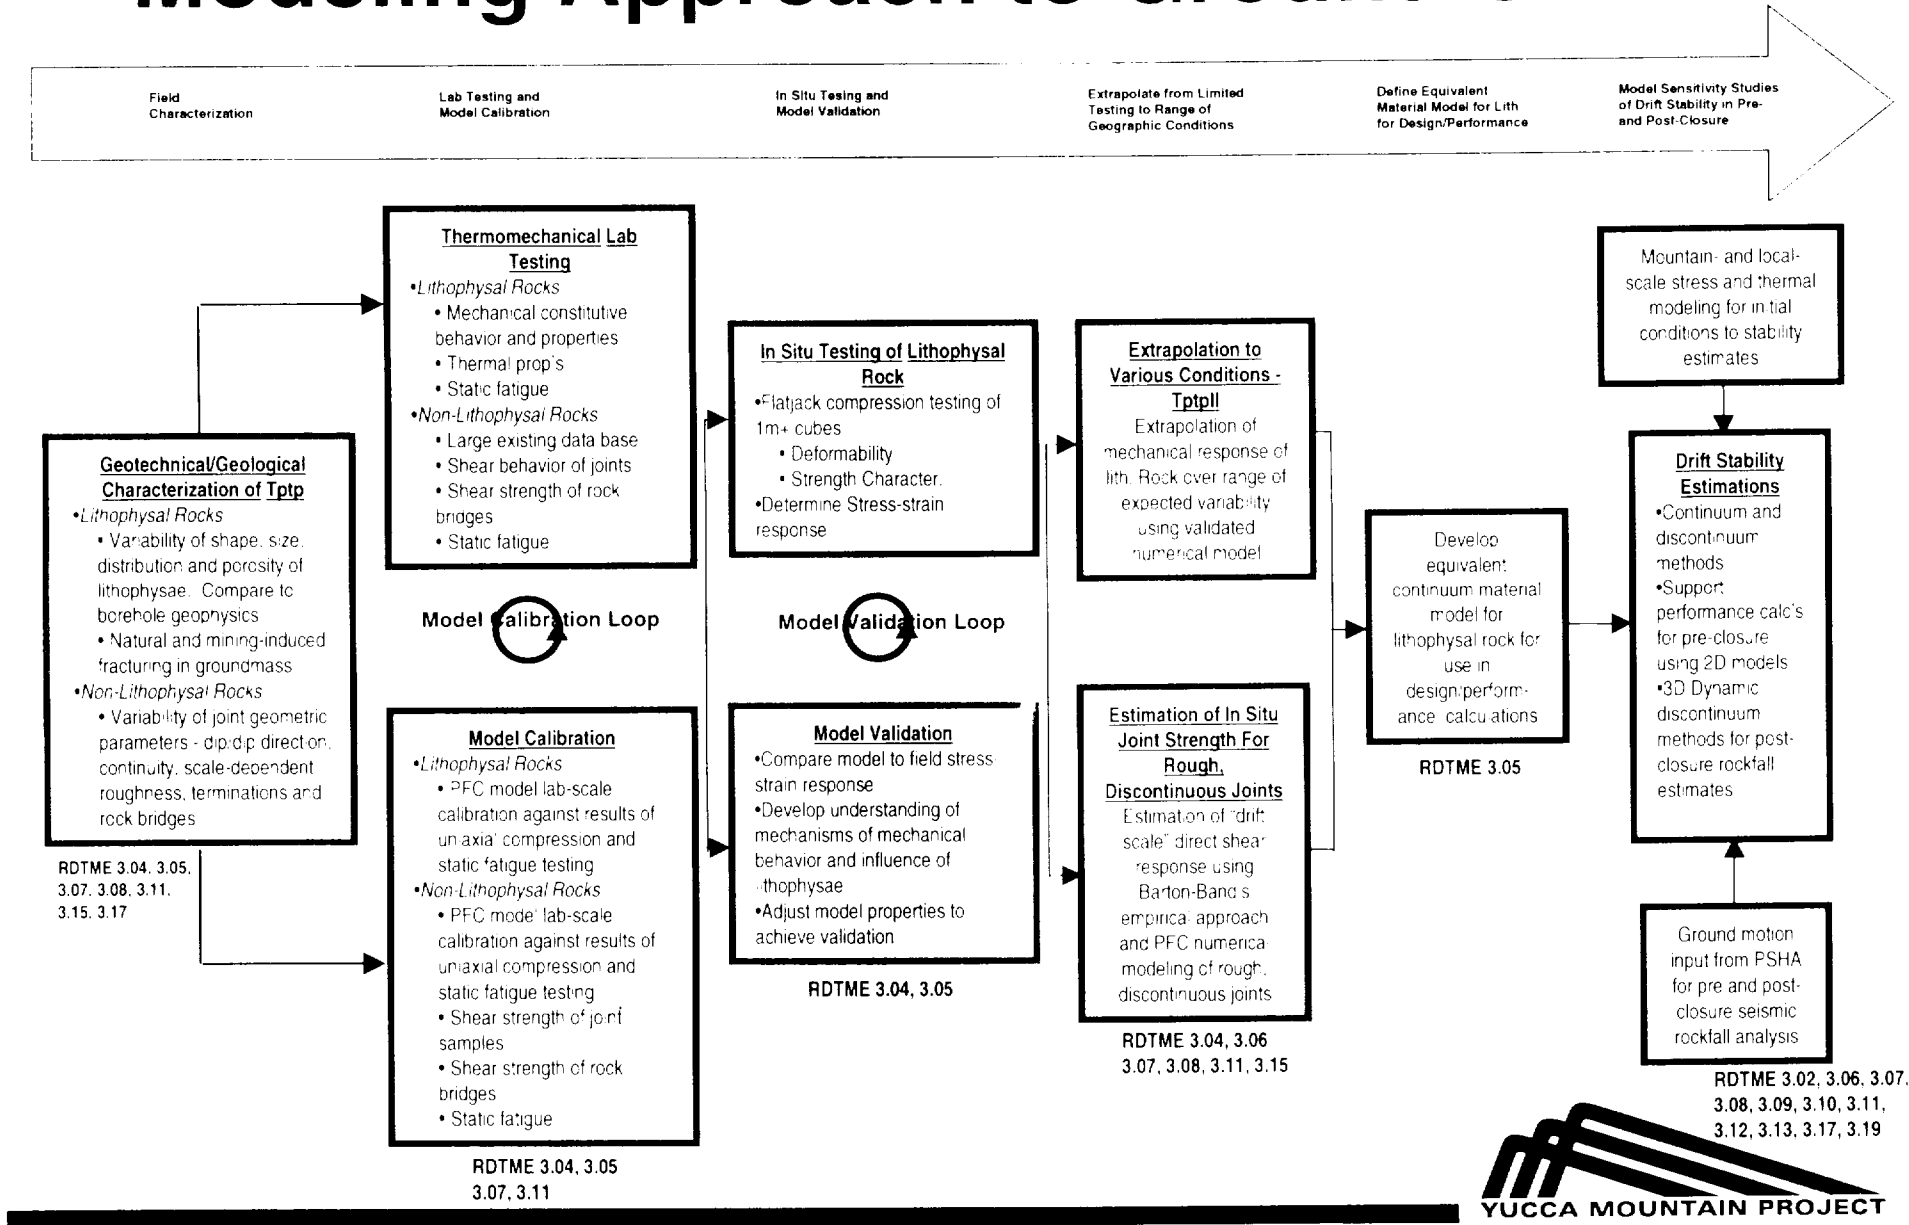 Modeling Approach to
Field
Characterization
Lab Testing and
Model Calibration
In Situ Tesing and
Model Validation
Extrapolate from Limited
Testing to Range of
Geographic Conditions
Define Equivalent
Material Model for Lith
for Design/Performance
Model Sensitivity Studies
of Drift Stability in Pre-
and Post-Closure
Geotechnical/Geological
Characterization of Tptp
•Lithophysal Rocks
• Variability of shape, size,
distribution and porosity of
lithophysae. Compare to
borehole geophysics
• Natural and mining-induced
fracturing in groundmass
•Non-Lithophysal Rocks
• Variability of joint geometric
parameters - dip/dip direction,
continuity, scale-dependent
roughness, terminations and
rock bridges
RDTME 3.04, 3.05,
3.07, 3.08, 3.11,
3.15, 3.17
Thermomechanical Lab
Testing
•Lithophysal Rocks
• Mechanical constitutive
behavior and properties
• Thermal prop's
• Static fatigue
•Non-Lithophysal Rocks
• Large existing data base
• Shear behavior of joints
• Shear strength of rock
bridges
• Static fatigue
Model Calibration Loop
Model Calibration
•Lithophysal Rocks
• PFC model lab-scale
calibration against results of
uniaxial compression and
static fatigue testing
•Non-Lithophysal Rocks
• PFC model lab-scale
calibration against results of
uniaxial compression and
static fatigue testing
• Shear strength of joint
samples
• Shear strength of rock
bridges
• Static fatigue
RDTME 3.04, 3.05
3.07, 3.11
In Situ Testing of Lithophysal
Rock
•Flatjack compression testing of
1m+ cubes
• Deformability
• Strength Character.
•Determine Stress-strain
response
Model Validation Loop
Model Validation
•Compare model to field stress-
strain response
•Develop understanding of
mechanisms of mechanical
behavior and influence of
lithophysae
•Adjust model properties to
achieve validation
RDTME 3.04, 3.05
Extrapolation to
Various Conditions -
Tptpll
Extrapolation of
mechanical response of
lith. Rock over range of
expected variability
using validated
numerical model
Estimation of In Situ
Joint Strength For
Rough,
Discontinuous Joints
Estimation of "drift
scale" direct shear
response using
Barton-Bandis
empirical approach
and PFC numerical
modeling of rough,
discontinuous joints
RDTME 3.04, 3.06
3.07, 3.08, 3.11, 3.15
Develop
equivalent
continuum material
model for
lithophysal rock for
use in
design/perform-
ance calculations
RDTME 3.05
Mountain- and local-
scale stress and thermal
modeling for initial
conditions to stability
estimates
Drift Stability
Estimations
•Continuum and
discontinuum
methods
•Support
performance calc's
for pre-closure
using 2D models
•3D Dynamic
discontinuum
methods for post-
closure rockfall
estimates
Ground motion
input from PSHA
for pre and post-
closure seismic
rockfall analysis
RDTME 3.02, 3.06, 3.07,
3.08, 3.09, 3.10, 3.11,
3.12, 3.13, 3.17, 3.19
YUCCA MOUNTAIN PROJECT